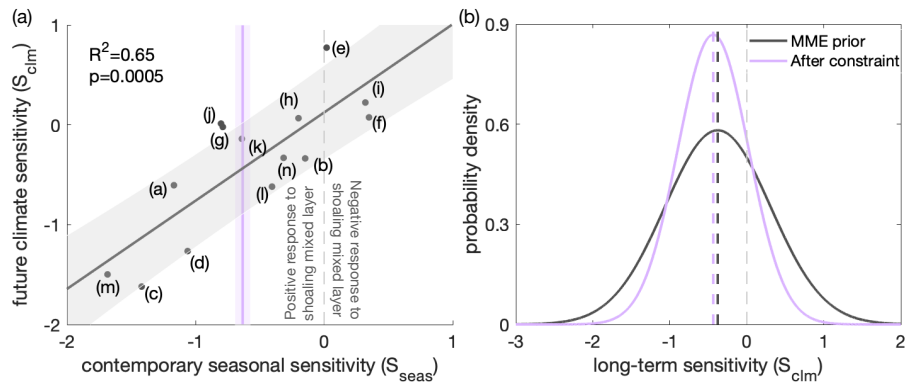 (a)
R²=0.65
p=0.0005
(e)
(i)
(h)
(f)
(j)
(g)
(k)
(n)
(b)
(l)
(a)
(d)
(m)
(c)
Positive response to
shoaling mixed layer
Negative response to
shoaling mixed layer
1
0
-1
-2
-2
-1
0
1
future climate sensitivity (S_clm)
contemporary seasonal sensitivity (S_seas)
(b)
MME prior
After constraint
0.9
0.6
0.3
0
-3
-2
-1
0
1
2
probability density
long-term sensitivity (S_clm)